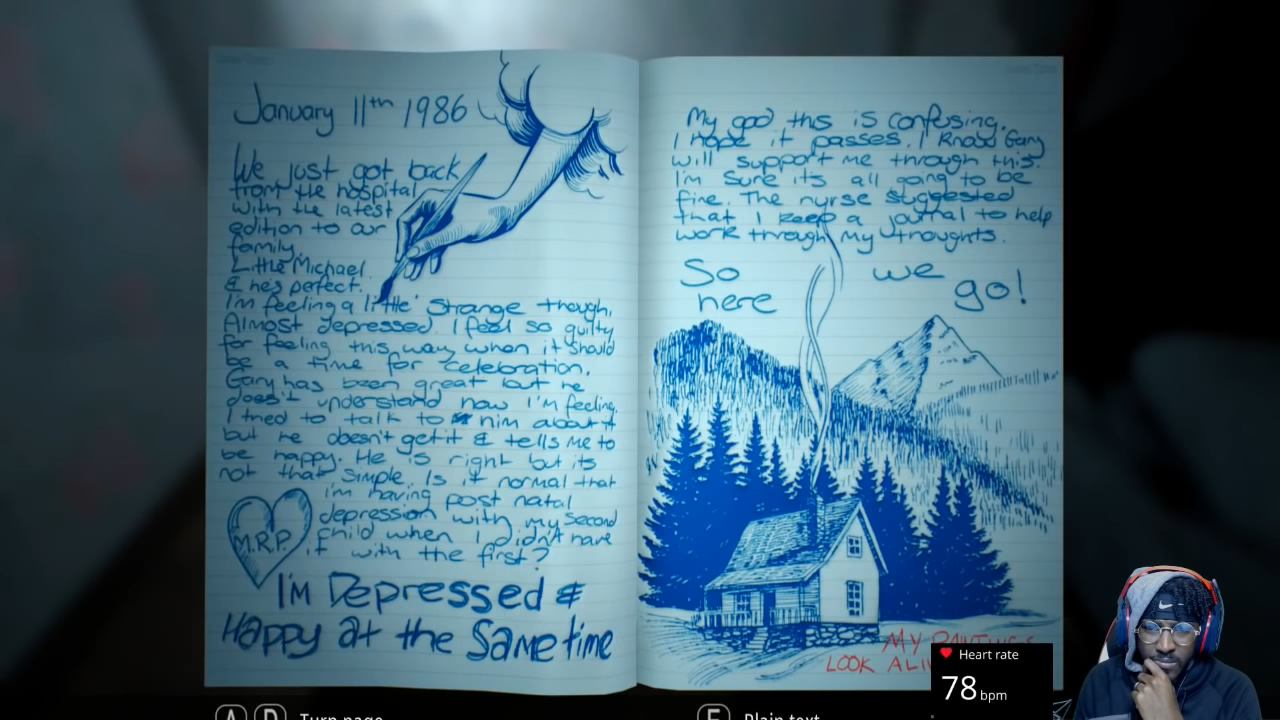 January 11th 1986
We just got back
from the hospital
with the latest
edition to our
family,
Little Michael.
& hes perfect.
I'm feeling a little strange though,
Almost depressed. I feel so guilty
for feeling this way when it should
be a time for celebration.
Gary has been great but he
does't understand how I'm feeling.
I tried to talk to him about it
but he doesn't get it & tells me to
be happy. He is right but its
not that simple. Is it normal that
i'm having post natal
depression with my second
child when I didn't have
it with the first?
M.R.P.
I'm Depressed &
Happy at the Same time
My god this is confusing.
I hope it passes. I know Gary
will support me through this
I'm sure its all going to be
fine. The nurse suggested
that I keep a journal to help
work through my thoughts.
So we
here go!
MY
LOOK
Heart rate
78 bpm
A D Turn page
E Plain text